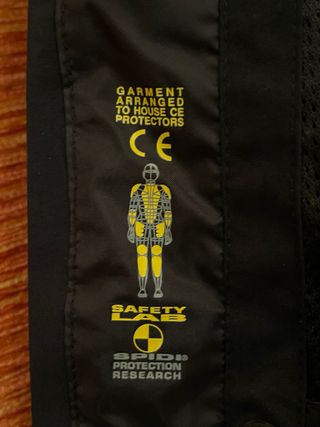 GARMENT
ARRANGED
TO HOUSE CE
PROTECTORS
CE
SAFETY
LAB
SPIDI
PROTECTION
RESEARCH